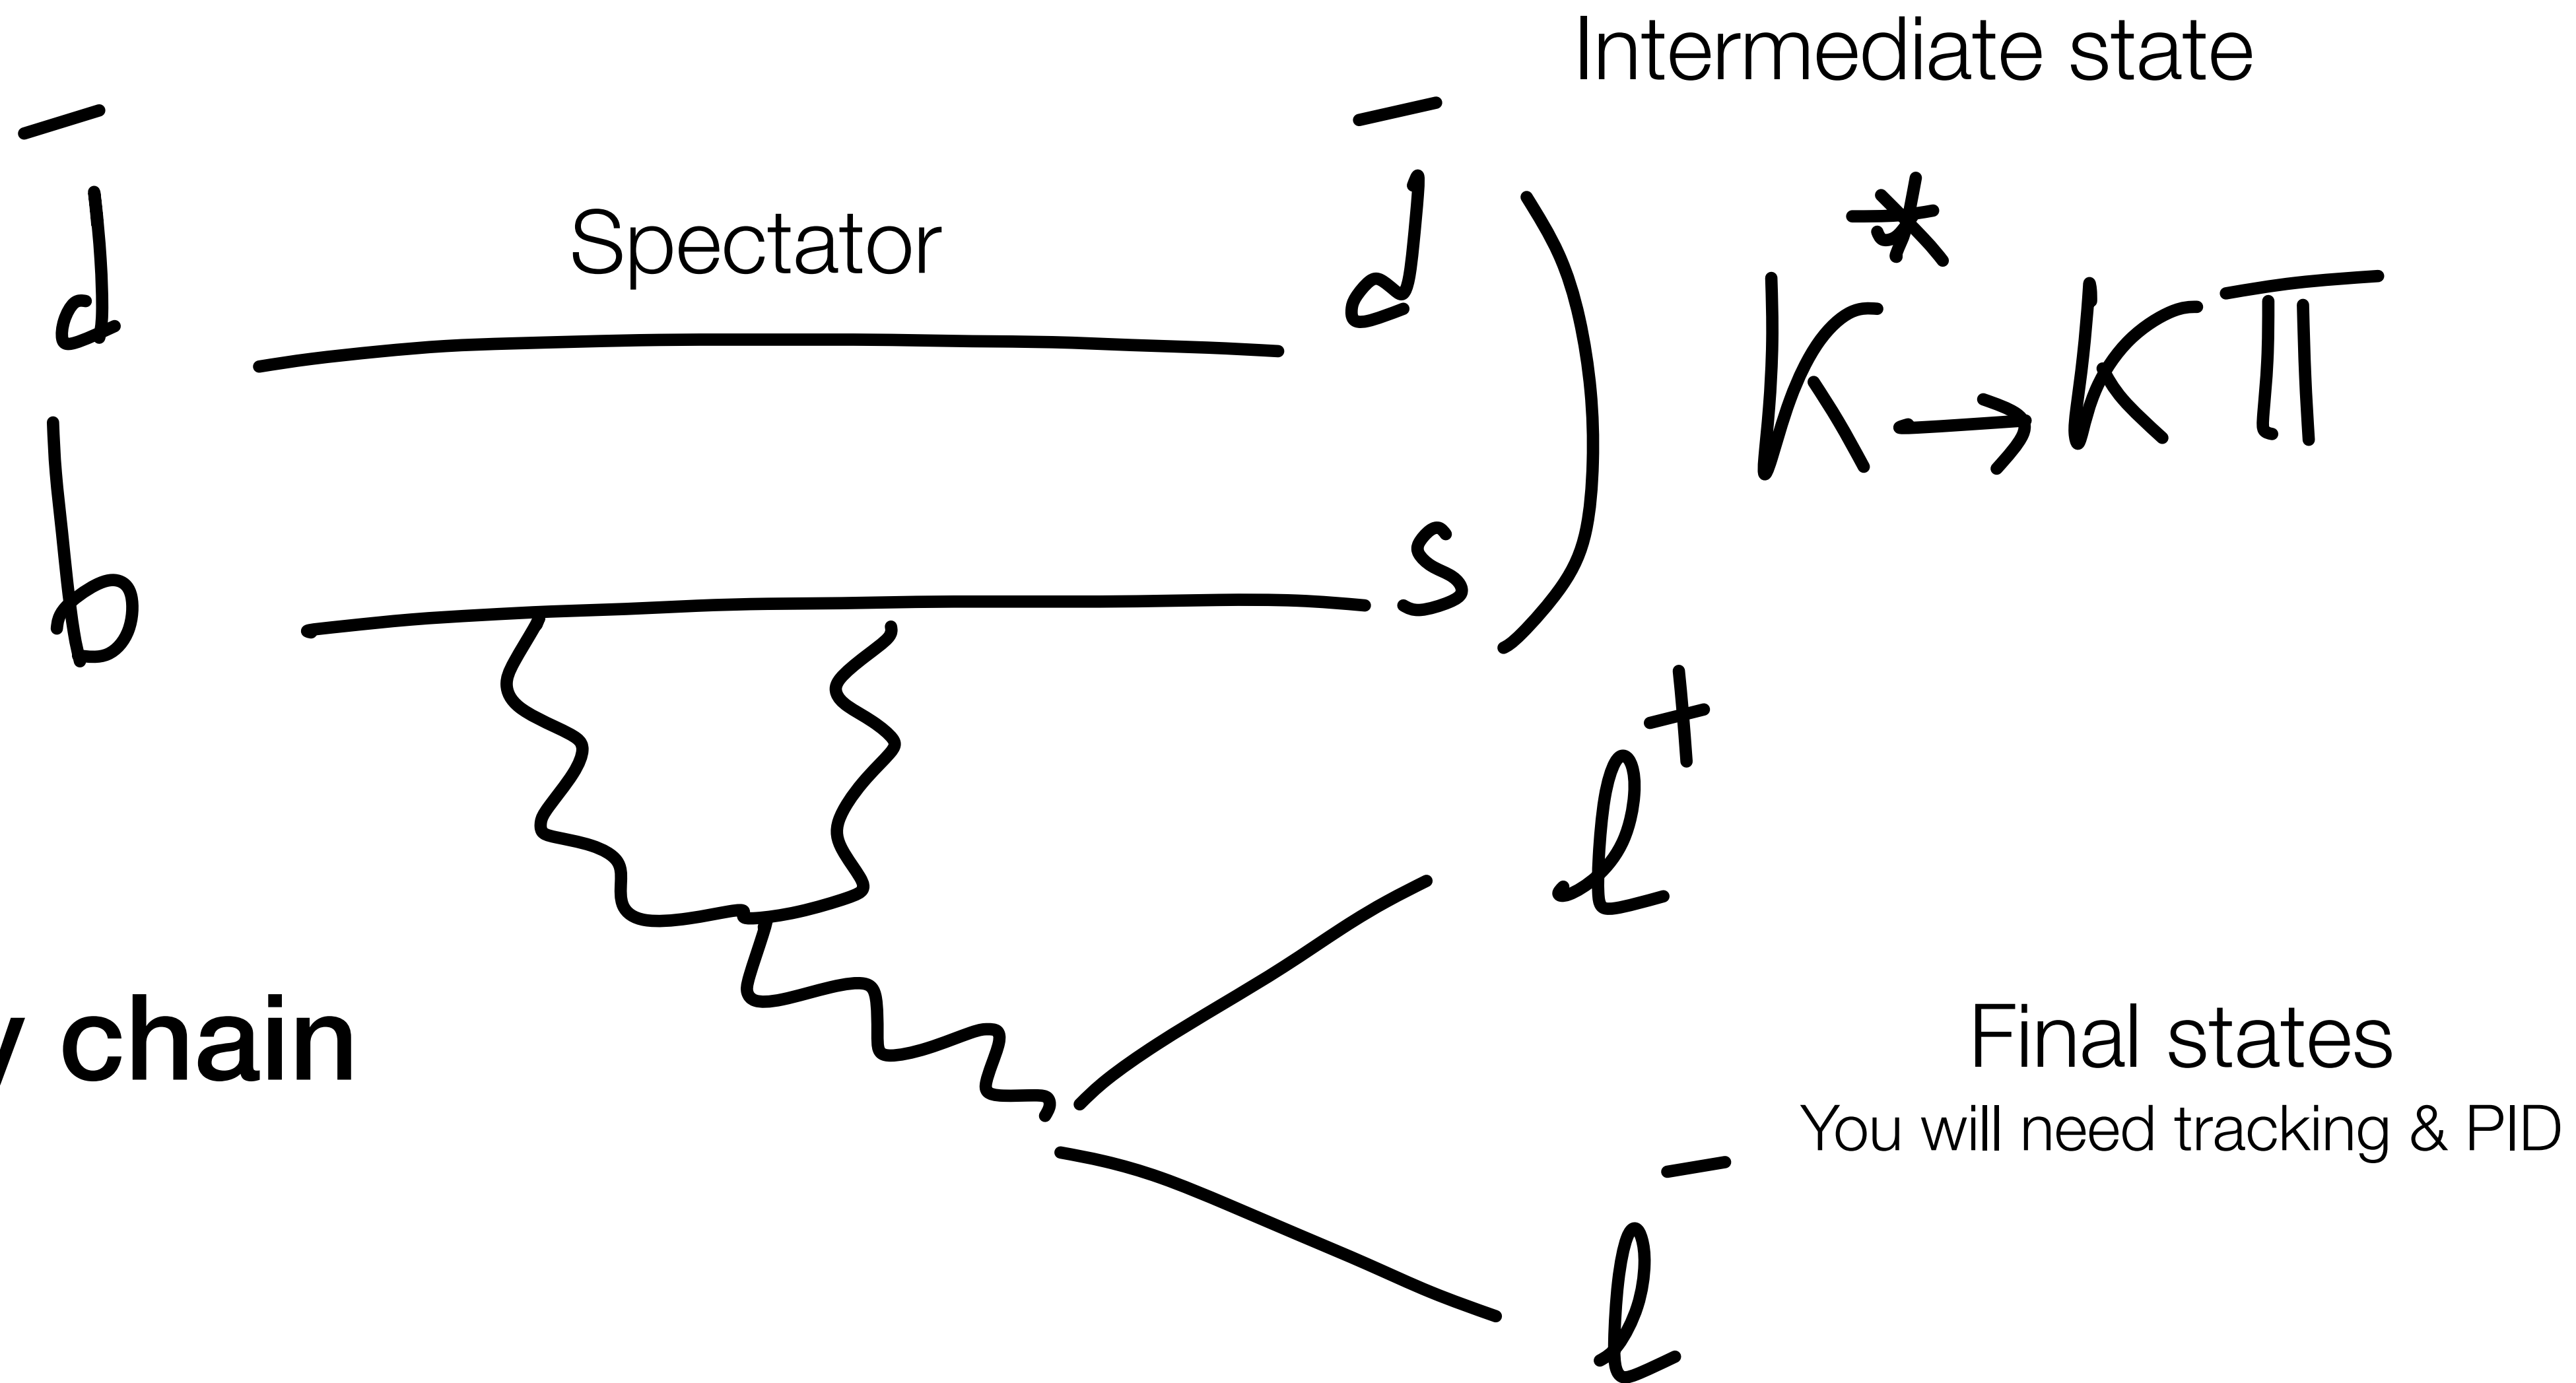 Intermediate state
d̄
Spectator
d̄
K* → Kπ
b
s
ℓ+
y chain
Final states
You will need tracking & PID
ℓ-